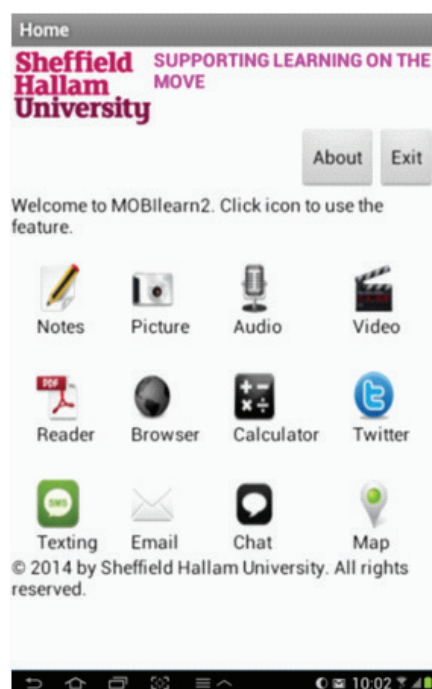 Home
Sheffield SUPPORTING LEARNING ON THE
Hallam MOVE
University
About Exit
Welcome to MOBIlearn2. Click icon to use the
feature.
Notes Picture Audio Video
PDF
Reader Browser Calculator Twitter
SMS
Texting Email Chat Map
© 2014 by Sheffield Hallam University. All rights
reserved.
10:02